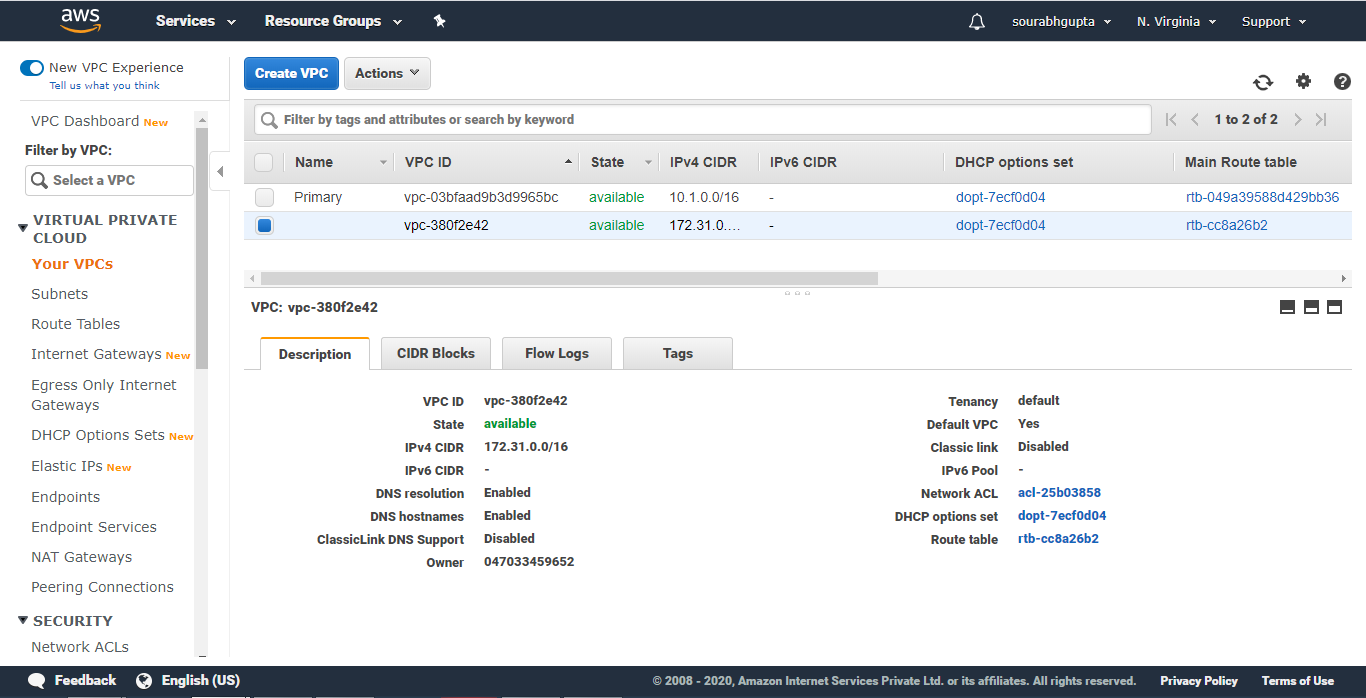 aws Services Resource Groups sourabhgupta N. Virginia Support
New VPC Experience
Tell us what you think
VPC Dashboard New
Filter by VPC:
Select a VPC
VIRTUAL PRIVATE
CLOUD
Your VPCs
Subnets
Route Tables
Internet Gateways New
Egress Only Internet
Gateways
DHCP Options Sets New
Elastic IPs New
Endpoints
Endpoint Services
NAT Gateways
Peering Connections
SECURITY
Network ACLs
Create VPC Actions
Filter by tags and attributes or search by keyword 1 to 2 of 2
Name VPC ID State IPv4 CIDR IPv6 CIDR DHCP options set Main Route table
Primary vpc-03bfaad9b3d9965bc available 10.1.0.0/16 - dopt-7ecf0d04 rtb-049a39588d429bb36
vpc-380f2e42 available 172.31.0.... - dopt-7ecf0d04 rtb-cc8a26b2
VPC: vpc-380f2e42
Description CIDR Blocks Flow Logs Tags
VPC ID vpc-380f2e42
State available
IPv4 CIDR 172.31.0.0/16
IPv6 CIDR -
DNS resolution Enabled
DNS hostnames Enabled
ClassicLink DNS Support Disabled
Owner 047033459652
Tenancy default
Default VPC Yes
Classic link Disabled
IPv6 Pool -
Network ACL acl-25b03858
DHCP options set dopt-7ecf0d04
Route table rtb-cc8a26b2
Feedback English (US) © 2008 - 2020, Amazon Internet Services Private Ltd. or its affiliates. All rights reserved. Privacy Policy Terms of Use